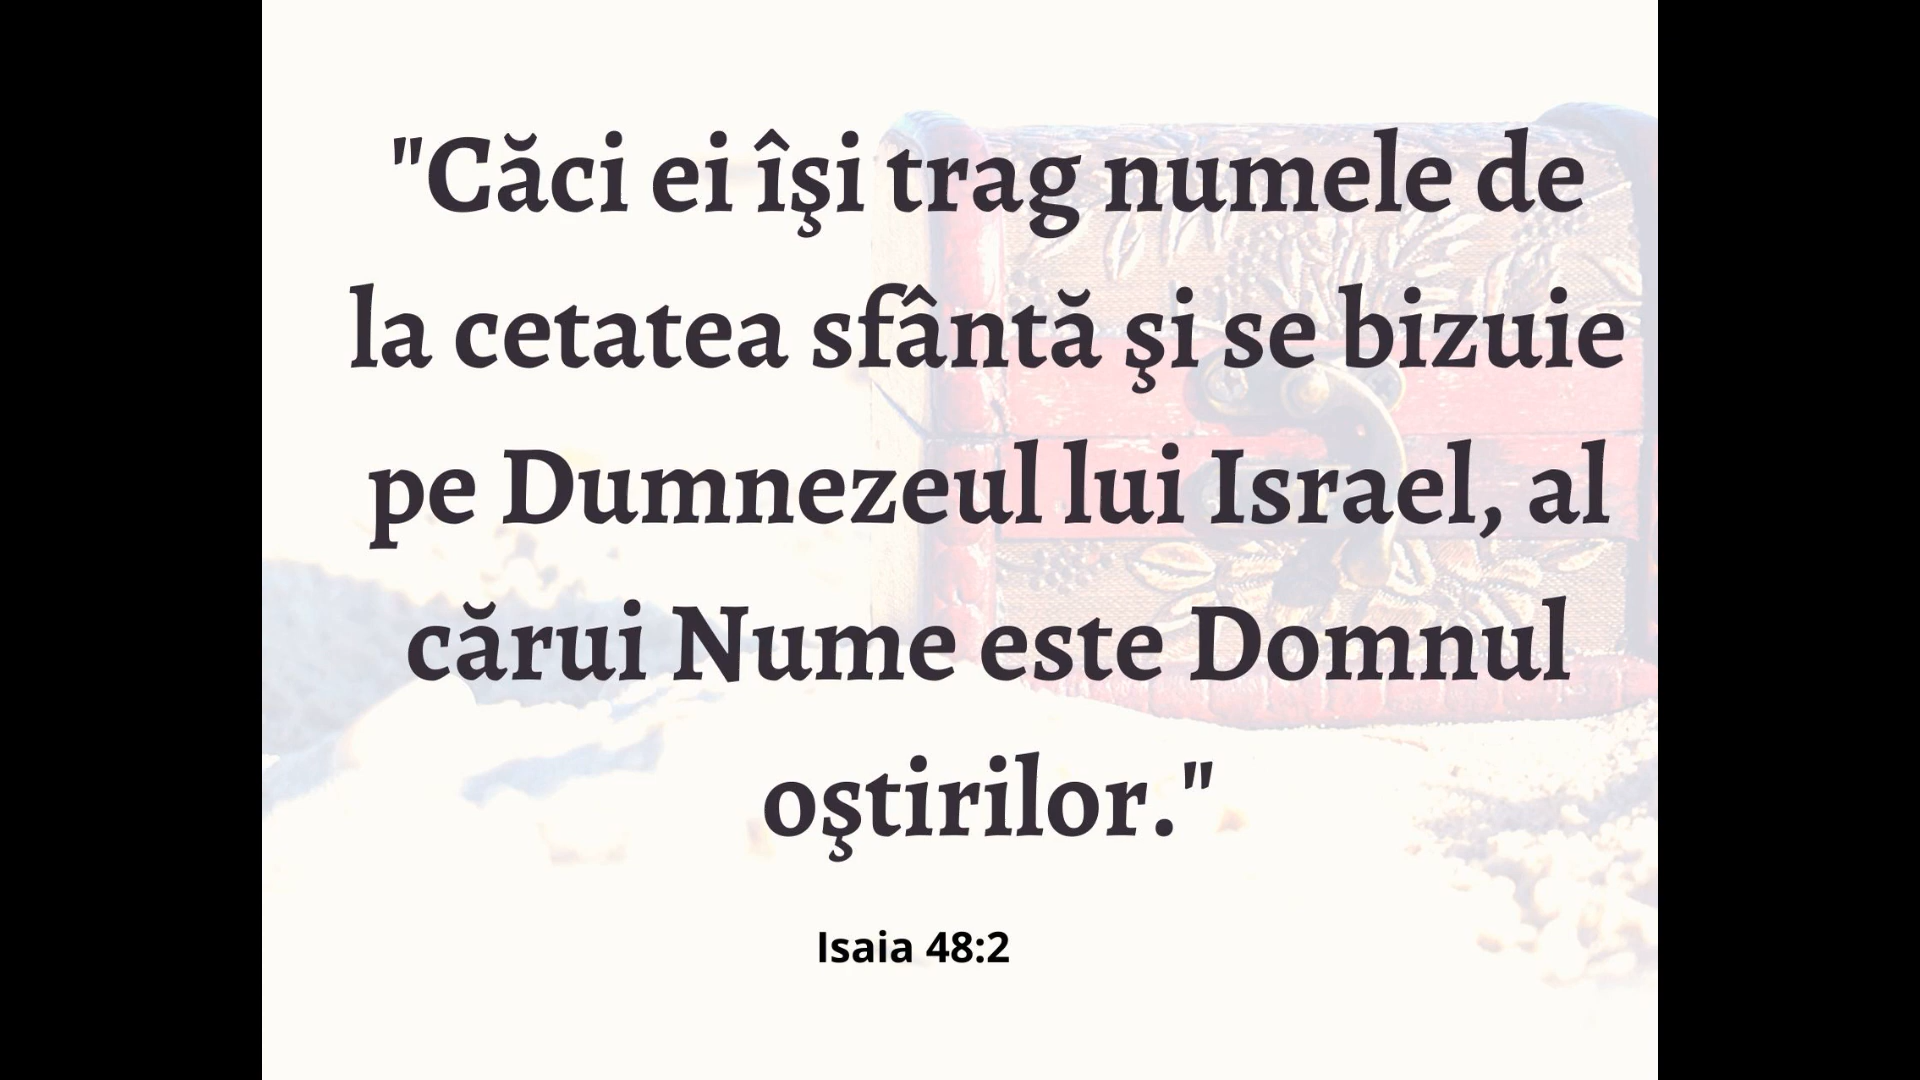 "Căci ei îşi trag numele de
la cetatea sfântă şi se bizuie
pe Dumnezeul lui Israel, al
cărui Nume este Domnul
oştirilor."
Isaia 48:2